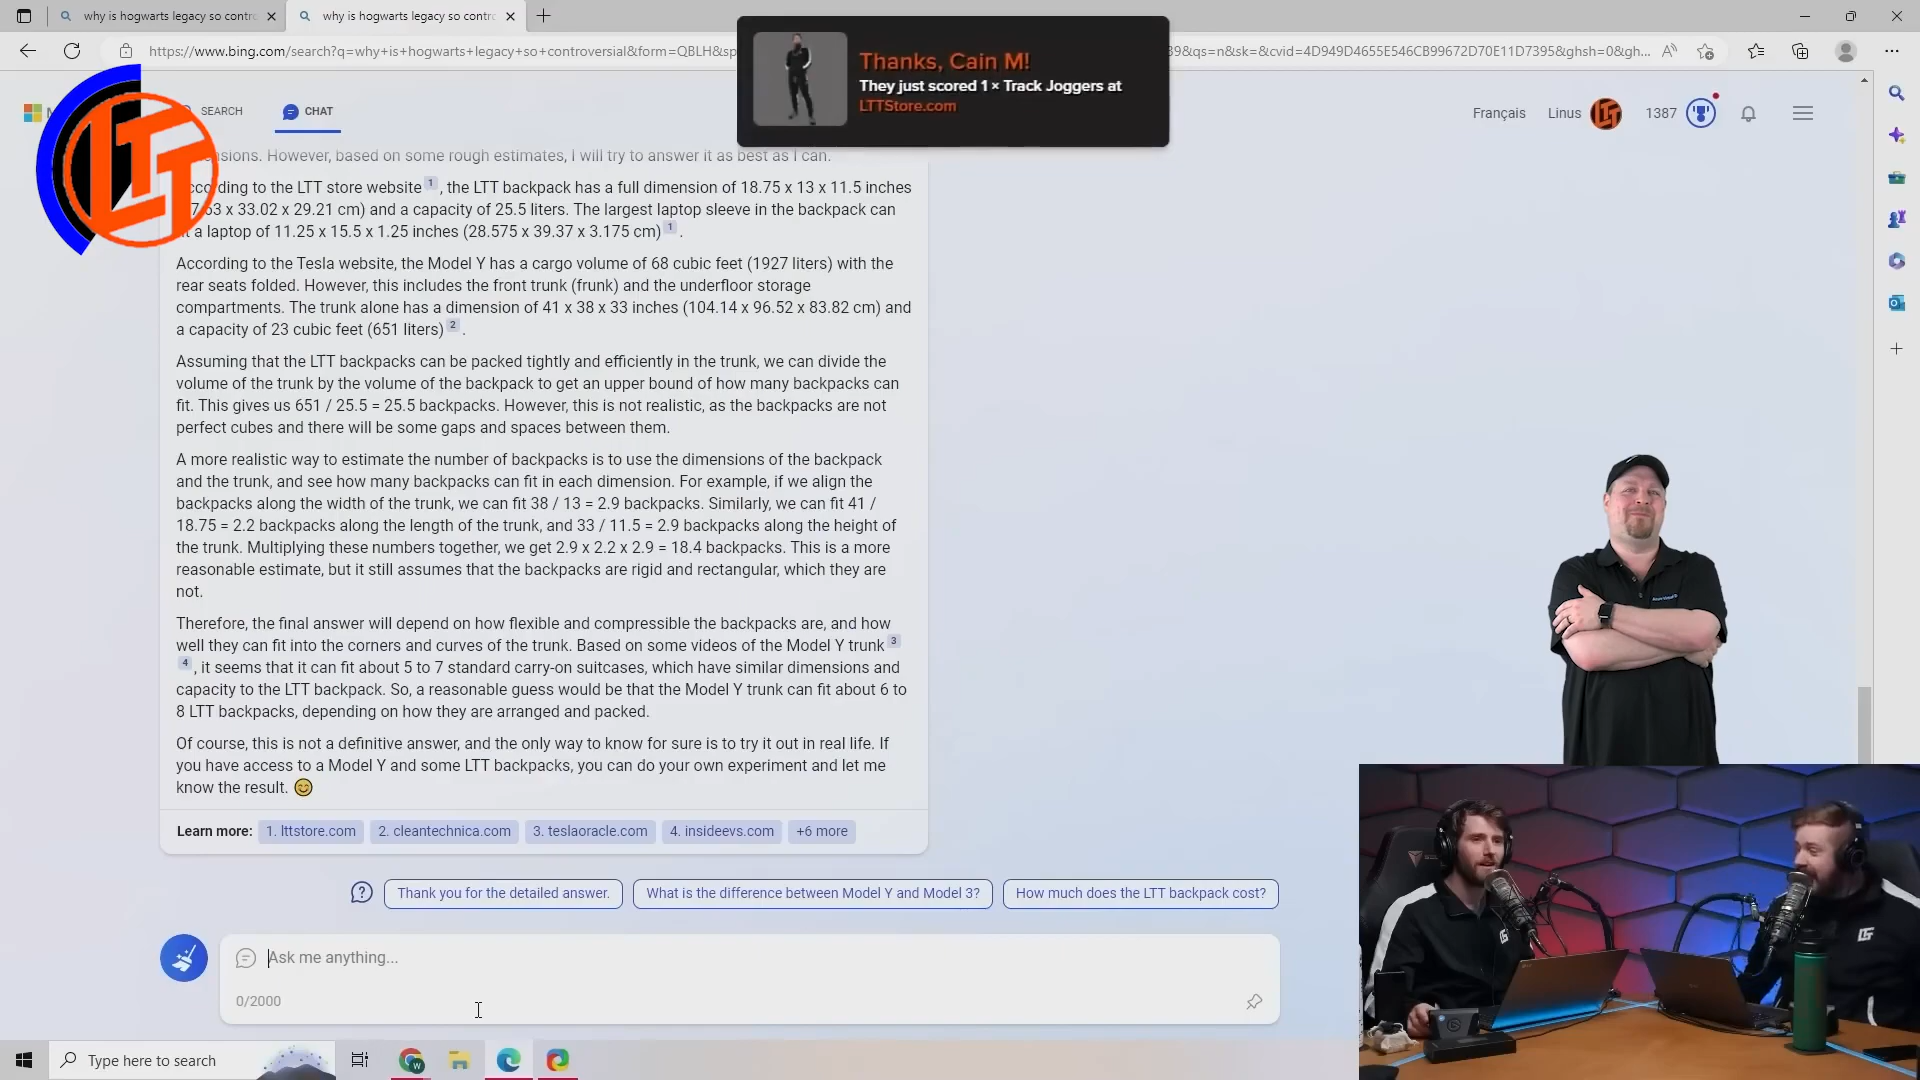 why is hogwarts legacy so contro
why is hogwarts legacy so contro
https://www.bing.com/search?q=why+is+hogwarts+legacy+so+controversial&form=QBLH&sp
39&qs=n&sk=&cvid=4D949D4655E546CB99672D70E11D7395&ghsh=0&gh...
Thanks, Cain M!
They just scored 1 × Track Joggers at
LTTStore.com
SEARCH
CHAT
Français
Linus
1387
LTT
ensions. However, based on some rough estimates, I will try to answer it as best as I can.
ccording to the LTT store website 1, the LTT backpack has a full dimension of 18.75 x 13 x 11.5 inches
7.63 x 33.02 x 29.21 cm) and a capacity of 25.5 liters. The largest laptop sleeve in the backpack can
t a laptop of 11.25 x 15.5 x 1.25 inches (28.575 x 39.37 x 3.175 cm) 1.
According to the Tesla website, the Model Y has a cargo volume of 68 cubic feet (1927 liters) with the
rear seats folded. However, this includes the front trunk (frunk) and the underfloor storage
compartments. The trunk alone has a dimension of 41 x 38 x 33 inches (104.14 x 96.52 x 83.82 cm) and
a capacity of 23 cubic feet (651 liters) 2.
Assuming that the LTT backpacks can be packed tightly and efficiently in the trunk, we can divide the
volume of the trunk by the volume of the backpack to get an upper bound of how many backpacks can
fit. This gives us 651 / 25.5 = 25.5 backpacks. However, this is not realistic, as the backpacks are not
perfect cubes and there will be some gaps and spaces between them.
A more realistic way to estimate the number of backpacks is to use the dimensions of the backpack
and the trunk, and see how many backpacks can fit in each dimension. For example, if we align the
backpacks along the width of the trunk, we can fit 38 / 13 = 2.9 backpacks. Similarly, we can fit 41 /
18.75 = 2.2 backpacks along the length of the trunk, and 33 / 11.5 = 2.9 backpacks along the height of
the trunk. Multiplying these numbers together, we get 2.9 x 2.2 x 2.9 = 18.4 backpacks. This is a more
reasonable estimate, but it still assumes that the backpacks are rigid and rectangular, which they are
not.
Therefore, the final answer will depend on how flexible and compressible the backpacks are, and how
well they can fit into the corners and curves of the trunk. Based on some videos of the Model Y trunk 3
4, it seems that it can fit about 5 to 7 standard carry-on suitcases, which have similar dimensions and
capacity to the LTT backpack. So, a reasonable guess would be that the Model Y trunk can fit about 6 to
8 LTT backpacks, depending on how they are arranged and packed.
Of course, this is not a definitive answer, and the only way to know for sure is to try it out in real life. If
you have access to a Model Y and some LTT backpacks, you can do your own experiment and let me
know the result. 😊
Learn more: 1. lttstore.com 2. cleantechnica.com 3. teslaoracle.com 4. insideevs.com +6 more
Thank you for the detailed answer.
What is the difference between Model Y and Model 3?
How much does the LTT backpack cost?
Ask me anything...
0/2000
Type here to search